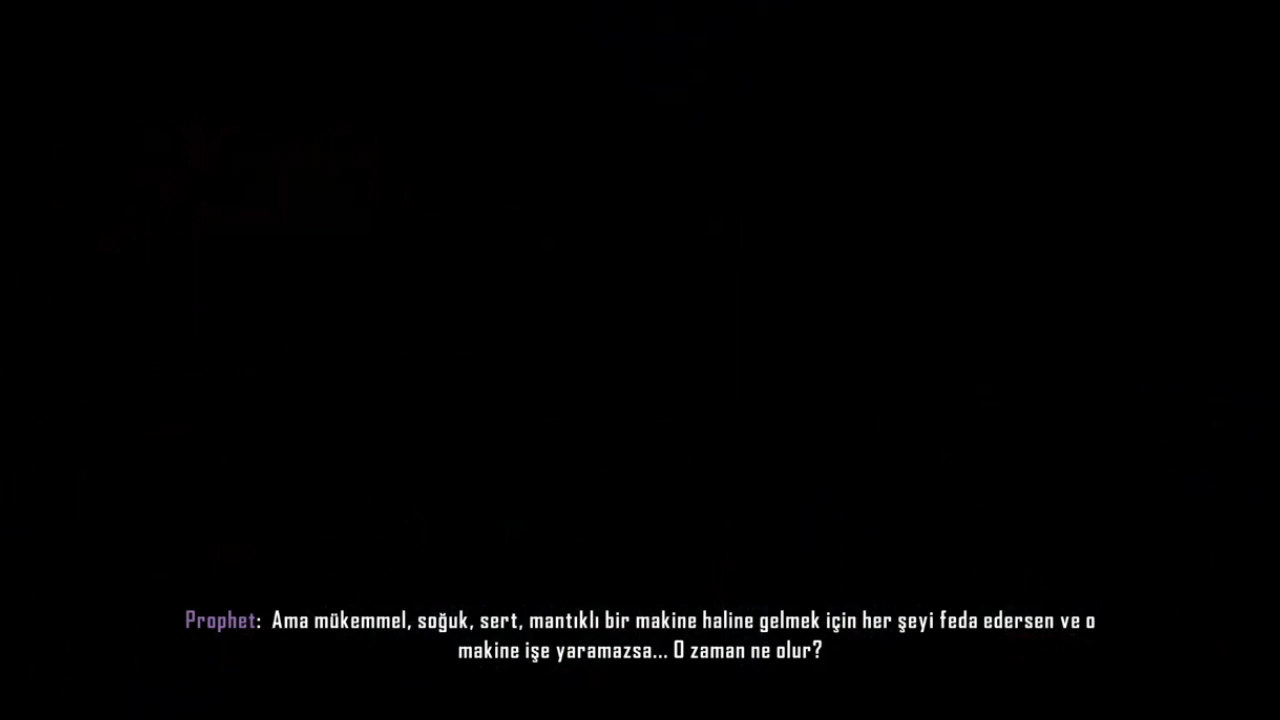 Prophet: Ama mükemmel, soğuk, sert, mantıklı bir makine haline gelmek için her şeyi feda edersen ve o
makine işe yaramazsa... O zaman ne olur?